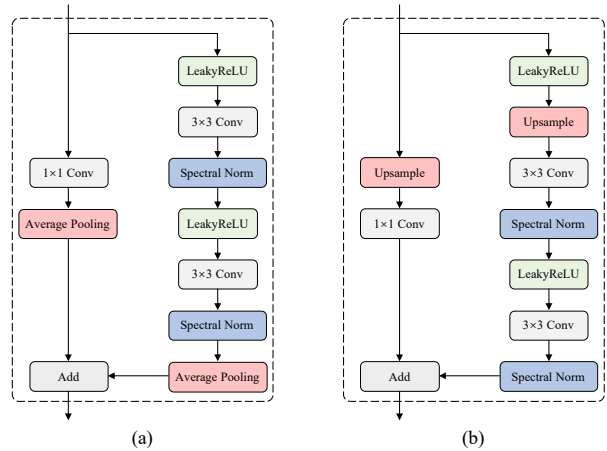 LeakyReLU
3×3 Conv
1×1 Conv
Spectral Norm
Average Pooling
LeakyReLU
3×3 Conv
Spectral Norm
Add
Average Pooling
(a)
LeakyReLU
Upsample
Upsample
3×3 Conv
1×1 Conv
Spectral Norm
LeakyReLU
3×3 Conv
Add
Spectral Norm
(b)